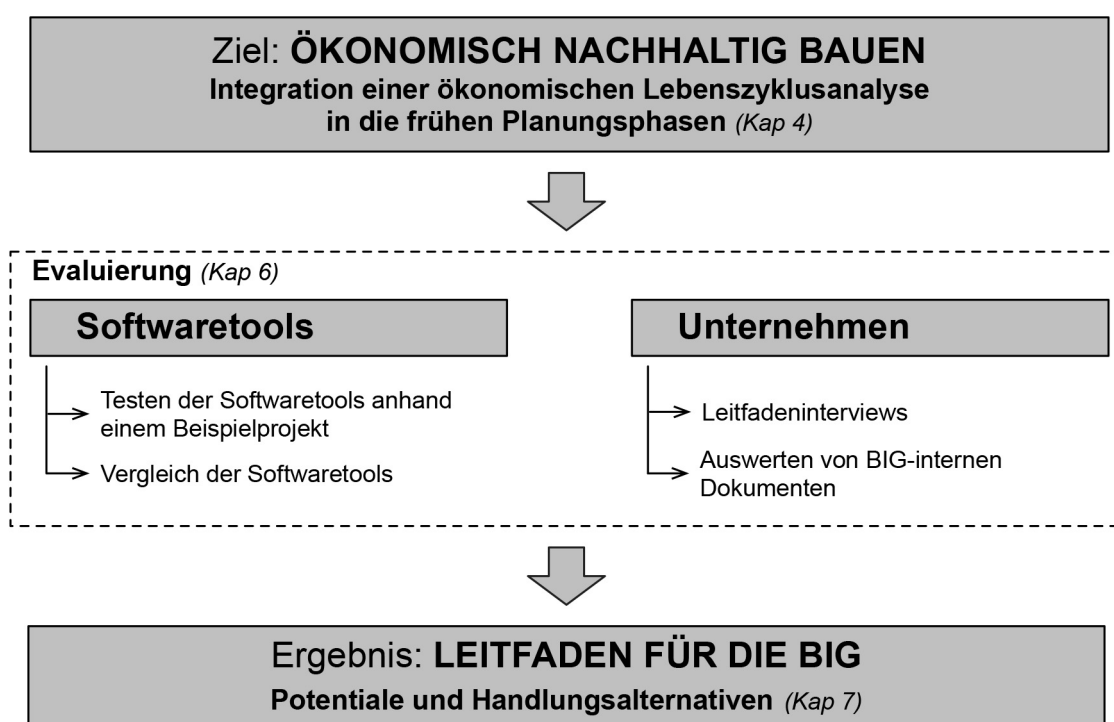 Ziel: ÖKONOMISCH NACHHALTIG BAUEN
Integration einer ökonomischen Lebenszyklusanalyse
in die frühen Planungsphasen (Kap 4)
Evaluierung (Kap 6)
Softwaretools
Testen der Softwaretools anhand
einem Beispielprojekt
Vergleich der Softwaretools
Unternehmen
Leitfadeninterviews
Auswerten von BIG-internen
Dokumenten
Ergebnis: LEITFADEN FÜR DIE BIG
Potentiale und Handlungsalternativen (Kap 7)